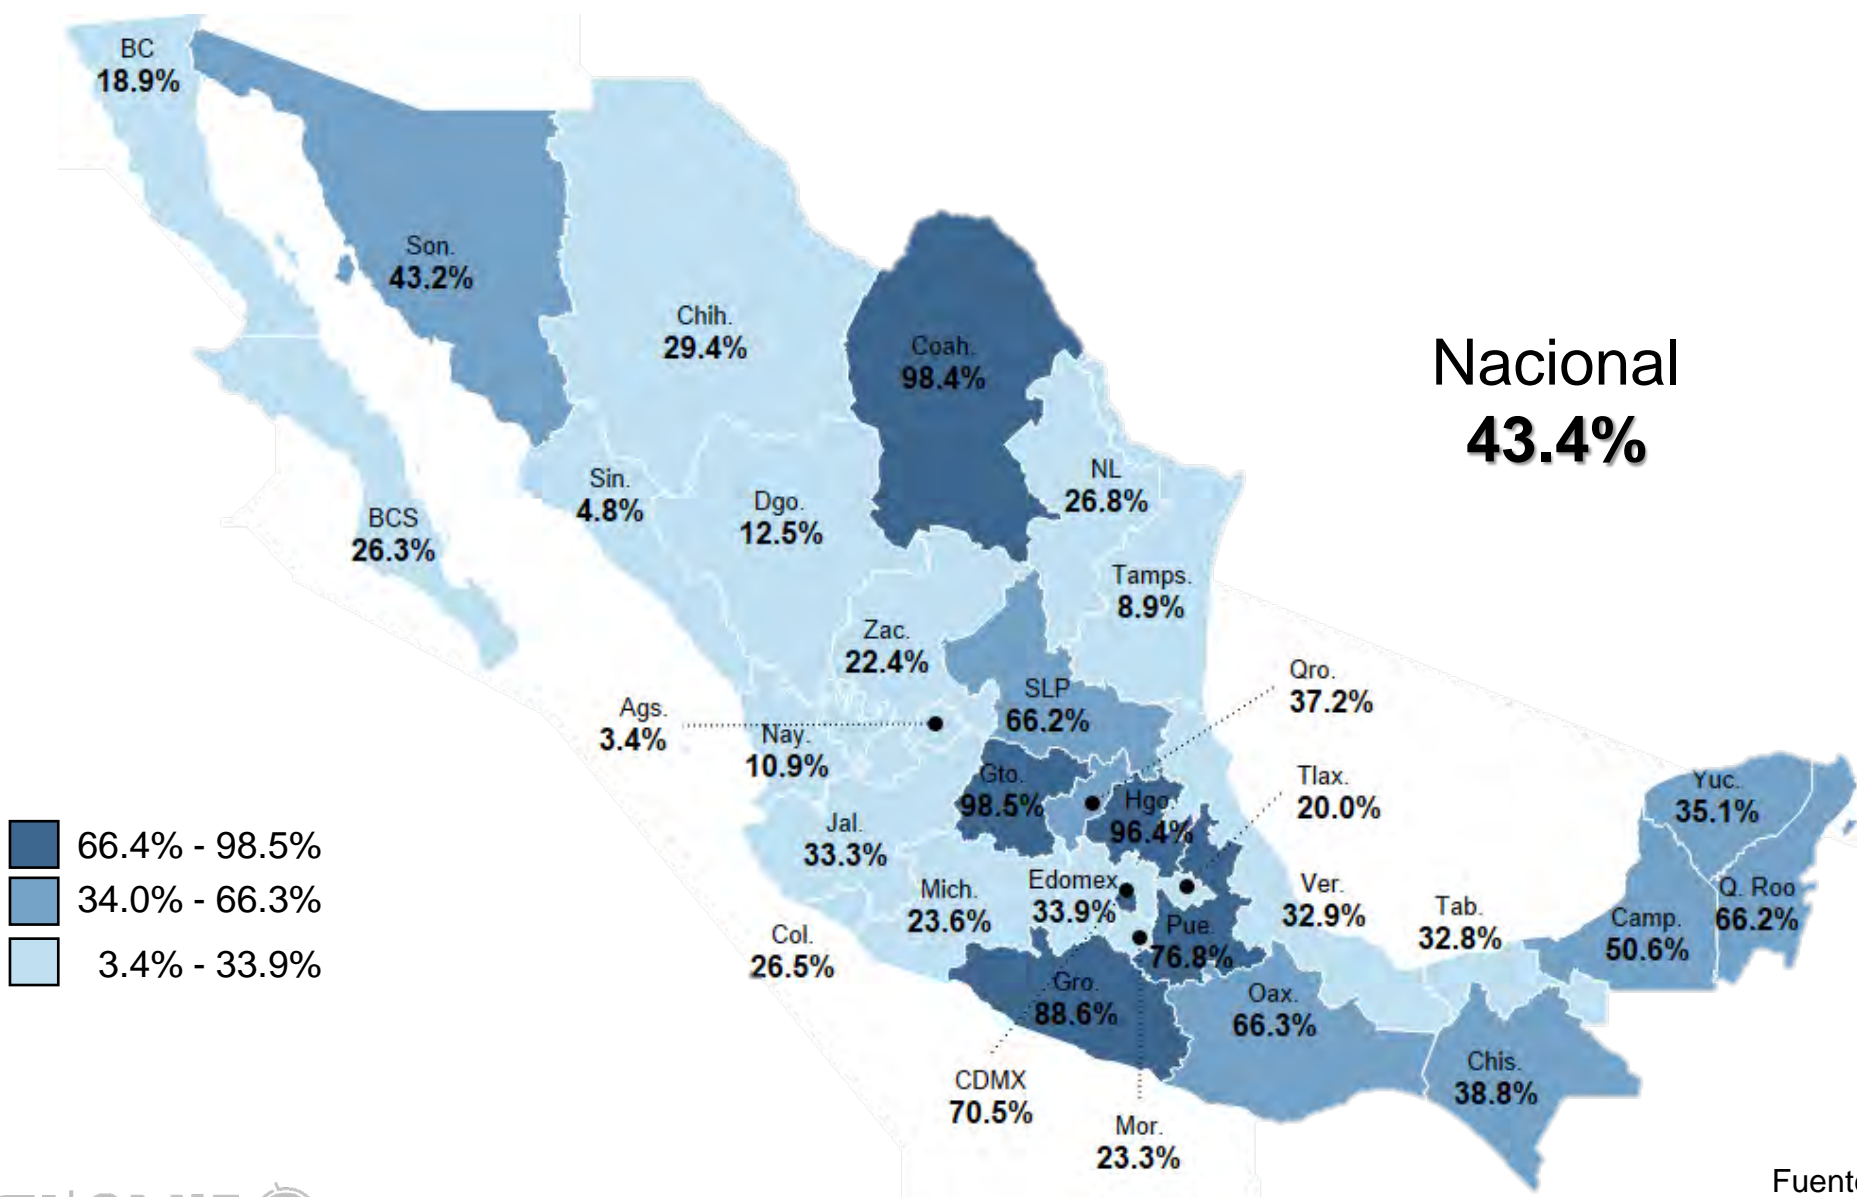 BC
18.9%
Son.
43.2%
Chih.
29.4%
Coah.
98.4%
Nacional
43.4%
NL
26.8%
Sin.
4.8%
Dgo.
12.5%
BCS
26.3%
Tamps.
8.9%
Zac.
22.4%
Qro.
37.2%
SLP
66.2%
Ags.
3.4%
Nay.
10.9%
Gto.
98.5%
Hgo.
96.4%
Tlax.
20.0%
Yuc.
35.1%
Jal.
33.3%
66.4% - 98.5%
34.0% - 66.3%
3.4% - 33.9%
Mich.
23.6%
Edomex
33.9%
Ver.
32.9%
Tab.
32.8%
Q. Roo
66.2%
Camp.
50.6%
Col.
26.5%
Pue.
76.8%
Gro.
88.6%
Oax.
66.3%
Chis.
38.8%
CDMX
70.5%
Mor.
23.3%
Fuente